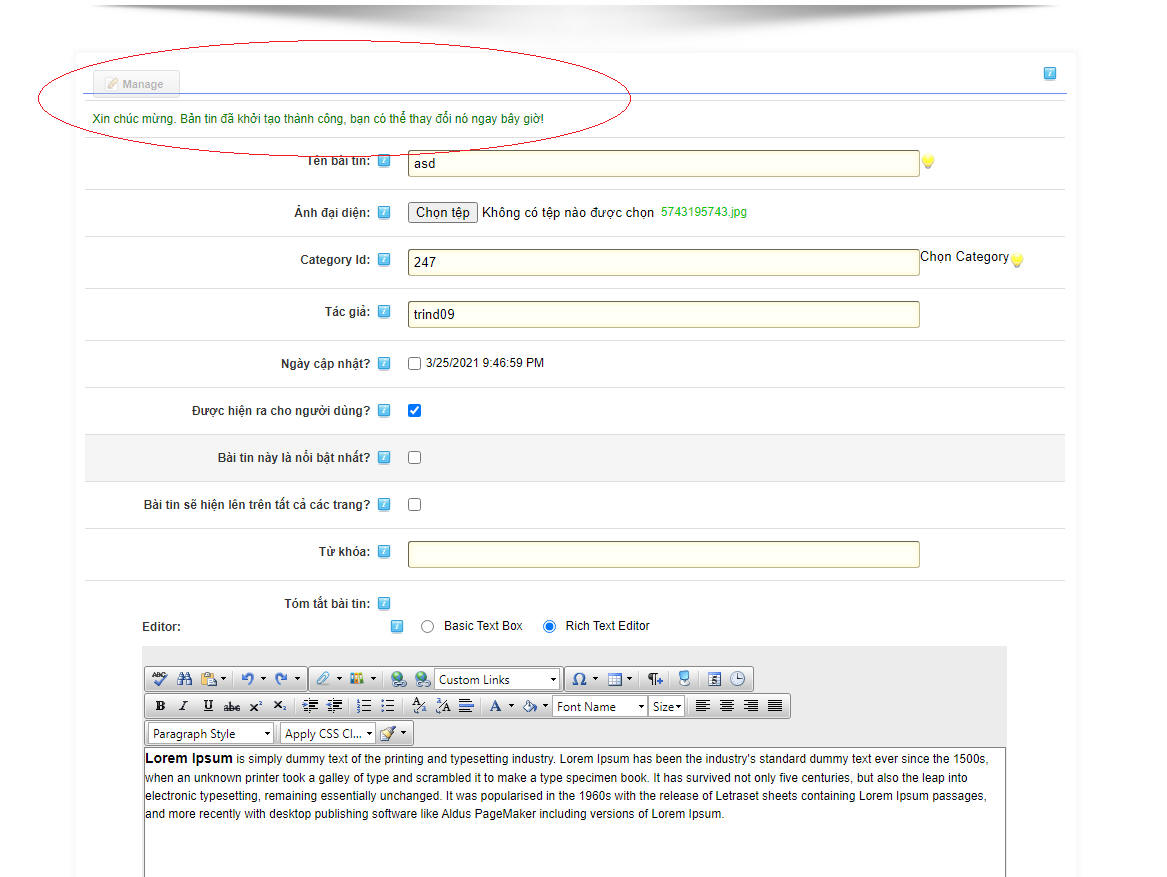 Manage
Xin chúc mừng. Bản tin đã khởi tạo thành công, bạn có thể thay đổi nó ngay bây giờ!
Tên bài tin: asd
Ảnh đại diện: Chọn tệp Không có tệp nào được chọn 5743195743.jpg
Category Id: 247 Chọn Category
Tác giả: trind09
Ngày cập nhật? 3/25/2021 9:46:59 PM
Được hiện ra cho người dùng?
Bài tin này là nổi bật nhất?
Bài tin sẽ hiện lên trên tất cả các trang?
Từ khóa:
Tóm tắt bài tin:
Editor: Basic Text Box Rich Text Editor
Custom Links
Font Name Size
Paragraph Style Apply CSS Cl...
Lorem Ipsum is simply dummy text of the printing and typesetting industry. Lorem Ipsum has been the industry's standard dummy text ever since the 1500s,
when an unknown printer took a galley of type and scrambled it to make a type specimen book. It has survived not only five centuries, but also the leap into
electronic typesetting, remaining essentially unchanged. It was popularised in the 1960s with the release of Letraset sheets containing Lorem Ipsum passages,
and more recently with desktop publishing software like Aldus PageMaker including versions of Lorem Ipsum.